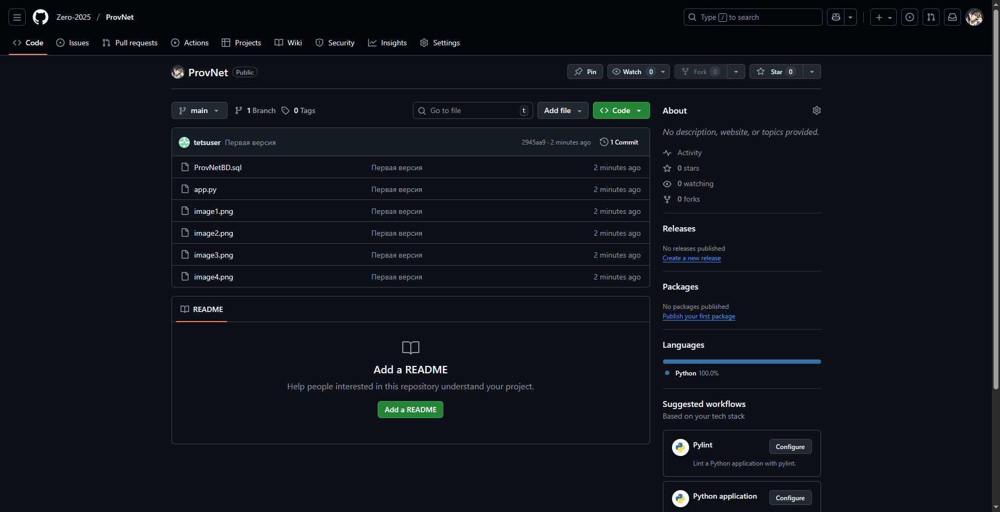 Zero-2025 / ProvNet
Type / to search
Code Issues Pull requests Actions Projects Wiki Security Insights Settings
ProvNet Public
Pin Watch 0 Fork 0 Star 0
main 1 Branch 0 Tags Go to file t Add file Code
tetsuser Первая версия 2945aa9 · 2 minutes ago 1 Commit
ProvNetBD.sql Первая версия 2 minutes ago
app.py Первая версия 2 minutes ago
image1.png Первая версия 2 minutes ago
image2.png Первая версия 2 minutes ago
image3.png Первая версия 2 minutes ago
image4.png Первая версия 2 minutes ago
README
Add a README
Help people interested in this repository understand your project.
Add a README
About
No description, website, or topics provided.
Activity
0 stars
0 watching
0 forks
Releases
No releases published
Create a new release
Packages
No packages published
Publish your first package
Languages
Python 100.0%
Suggested workflows
Based on your tech stack
Pylint Configure
Lint a Python application with pylint.
Python application Configure